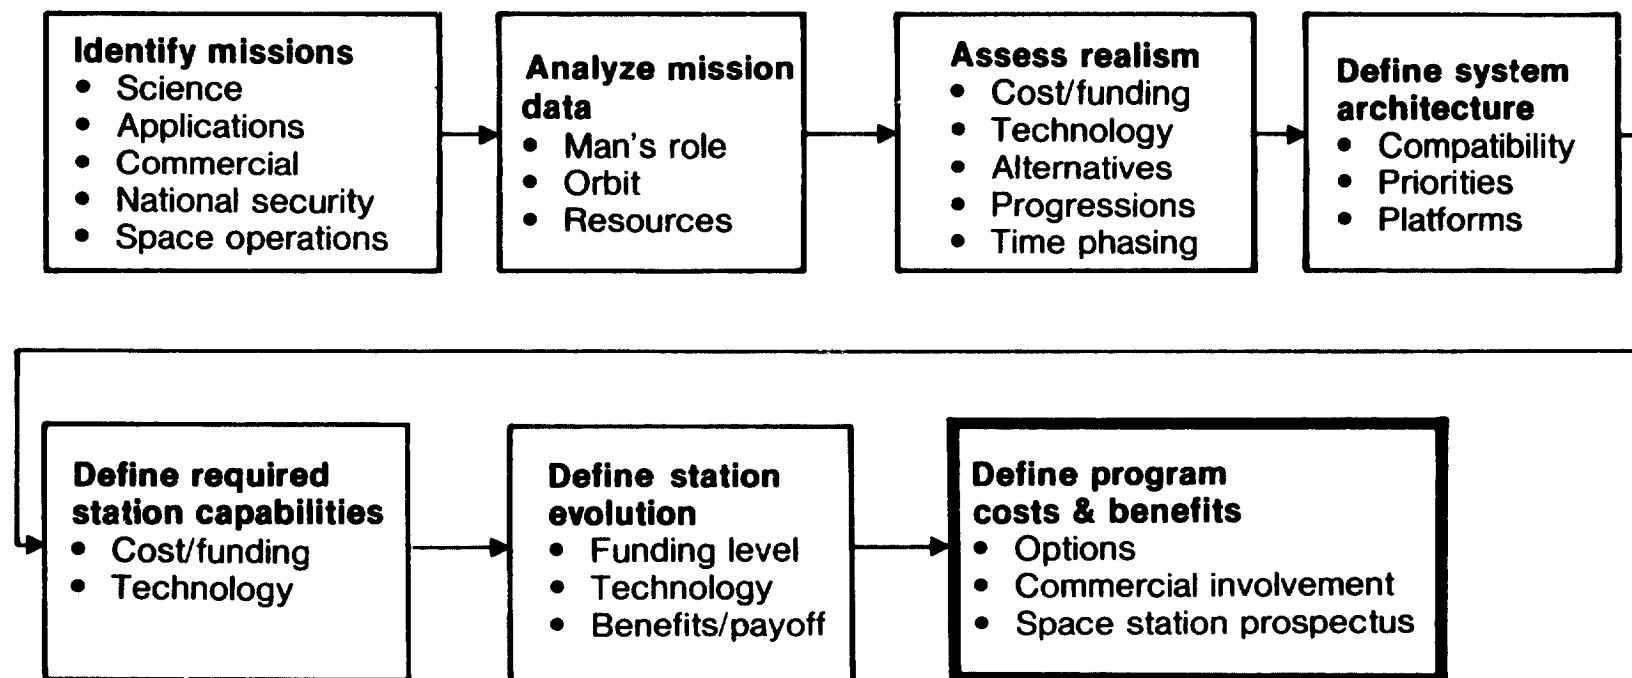 Identify missions
• Science
• Applications
• Commercial
• National security
• Space operations
Analyze mission
data
• Man's role
• Orbit
• Resources
Assess realism
• Cost/funding
• Technology
• Alternatives
• Progressions
• Time phasing
Define system
architecture
• Compatibility
• Priorities
• Platforms
Define required
station capabilities
• Cost/funding
• Technology
Define station
evolution
• Funding level
• Technology
• Benefits/payoff
Define program
costs & benefits
• Options
• Commercial involvement
• Space station prospectus